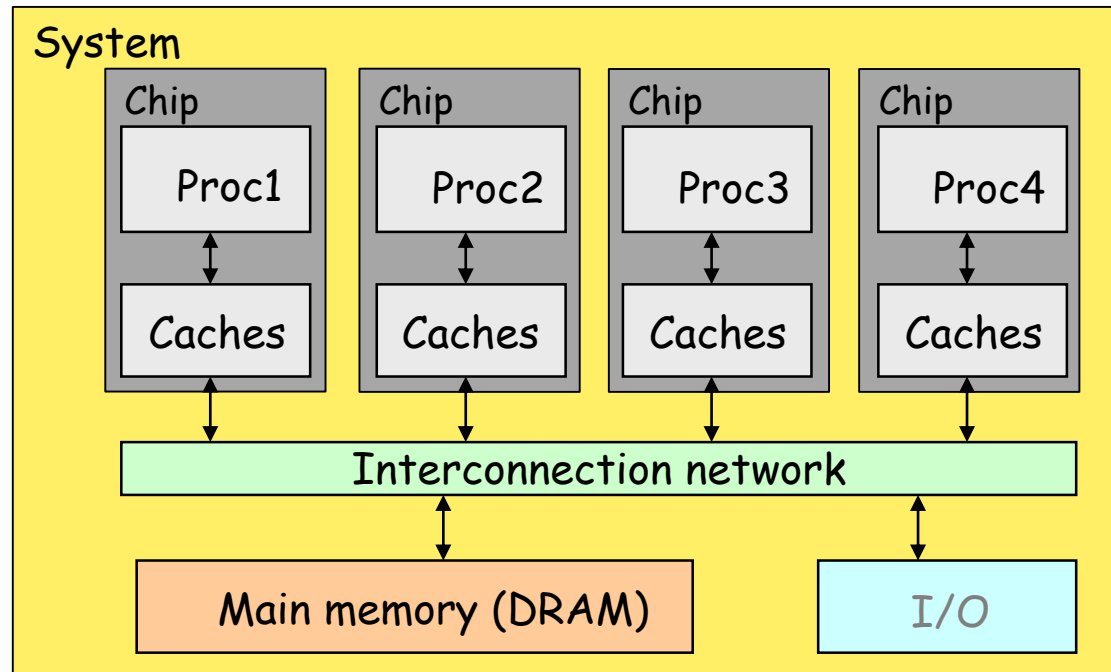 System
Chip
Chip
Chip
Chip
Proc1
Proc2
Proc3
Proc4
Caches
Caches
Caches
Caches
Interconnection network
Main memory (DRAM)
I/O